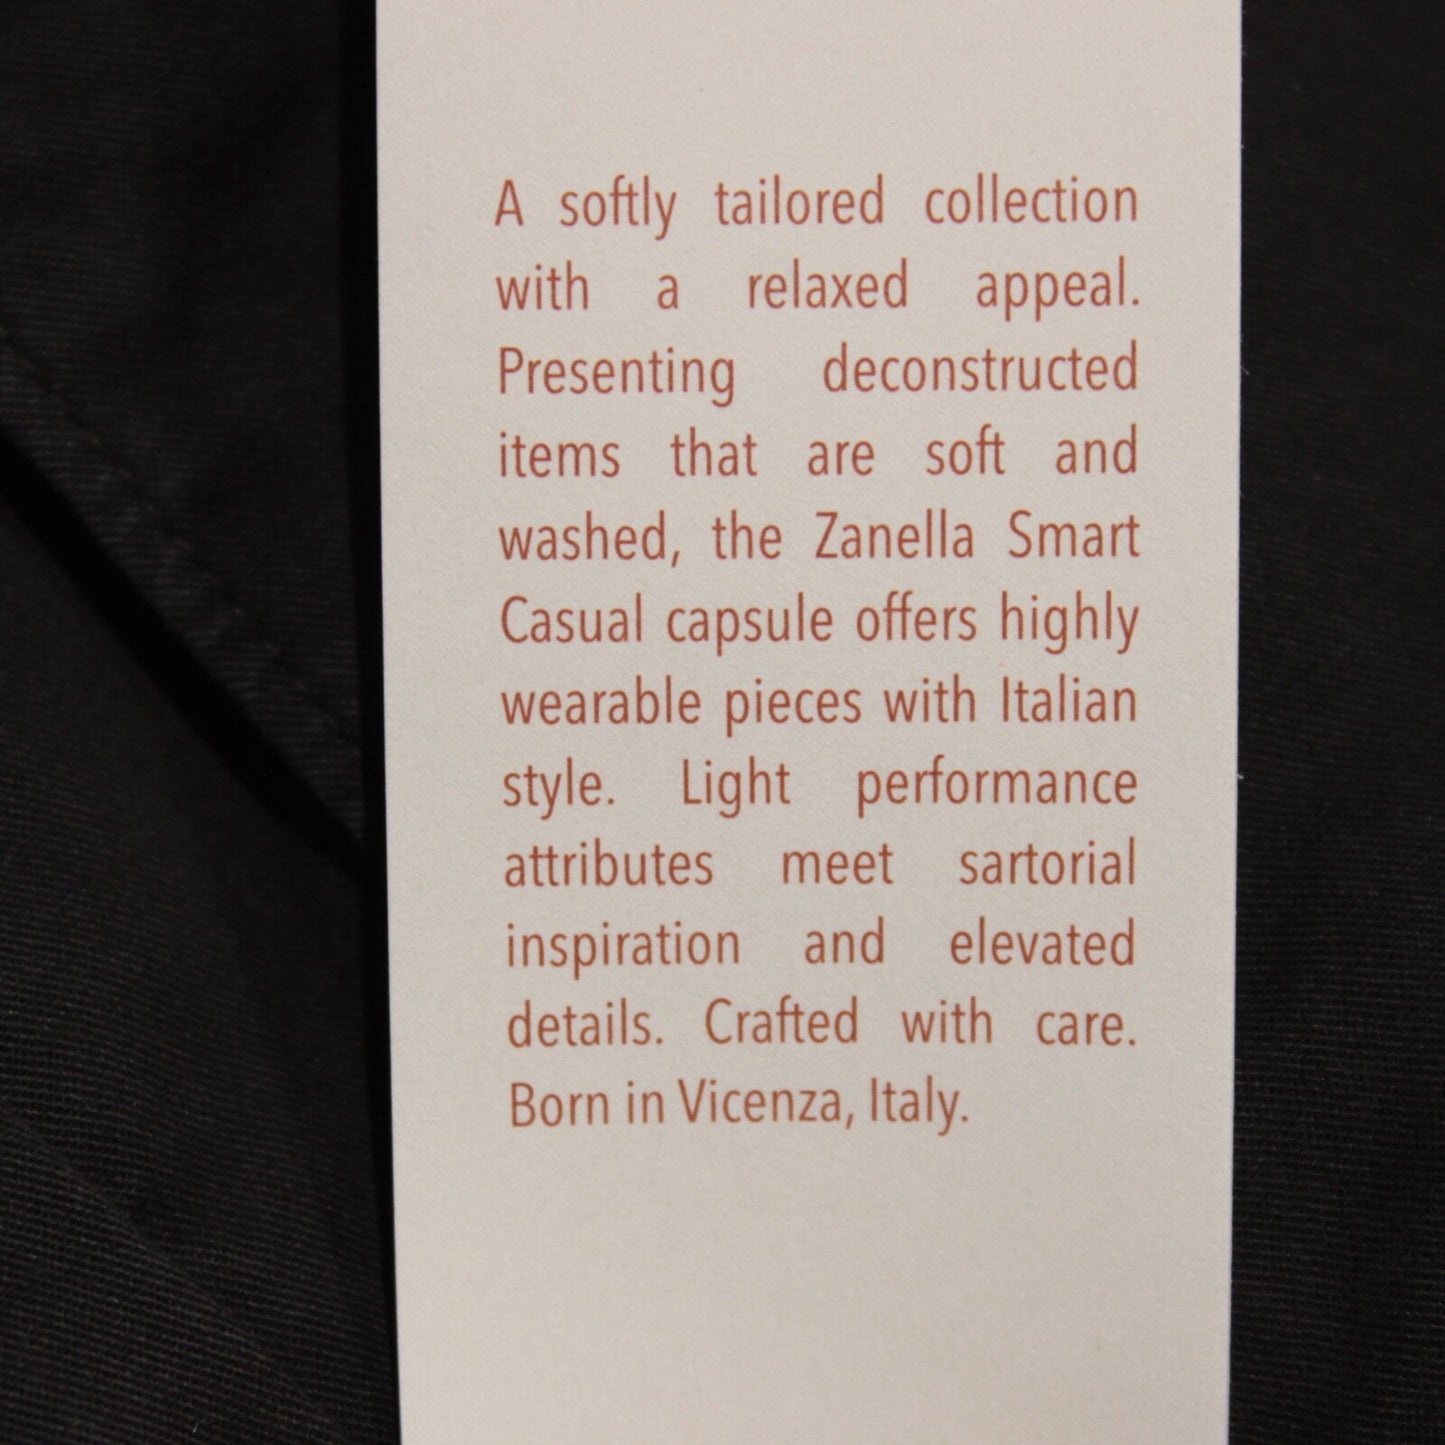 A softly tailored collection
with a relaxed appeal.
Presenting deconstructed
items that are soft and
washed, the Zanella Smart
Casual capsule offers highly
wearable pieces with Italian
style. Light performance
attributes meet sartorial
inspiration and elevated
details. Crafted with care.
Born in Vicenza, Italy.